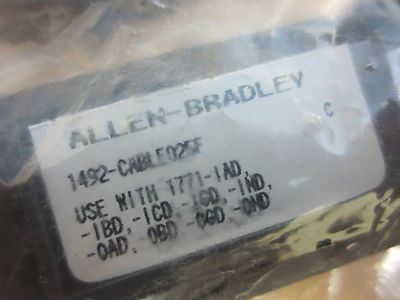 ALLEN-BRADLEY
C
1492-CABLE025F
USE WITH 1771-IAD,
-IBD, -ICD, -IGD, -IND,
-OAD, -OBD -OGD -OND